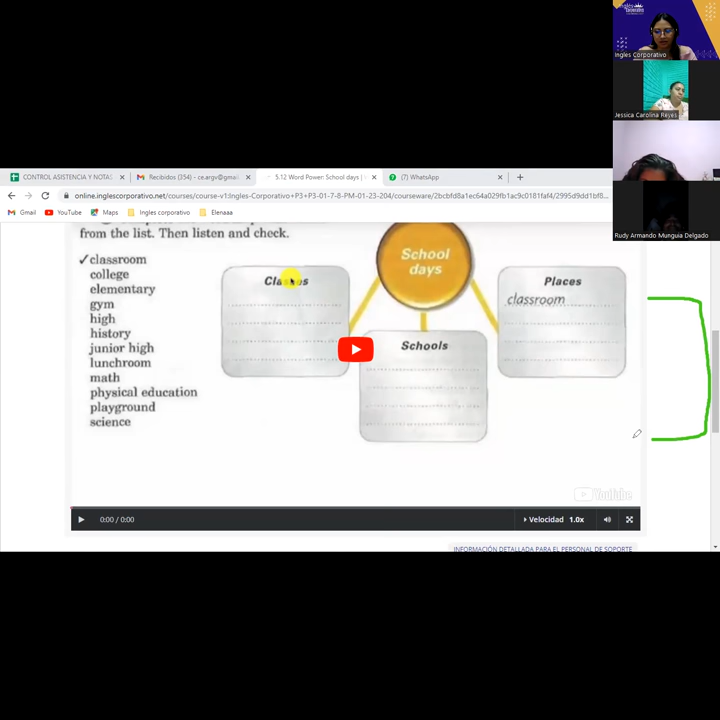 Ingles Corporativo
Jessica Carolina Reyes
Rudy Armando Munguia Delgado
CONTROL ASISTENCIA Y NOTAS
Recibidos (354) - ce.argv@gmai
5.12 Word Power: School days |
(7) WhatsApp
online.inglescorporativo.net/courses/course-v1:Ingles-Corporativo+P3+P3-01-7-8-PM-01-23-204/courseware/2bcbfd8a1ec64a029fb1ac9c0181faf4/2995d9dd1bf8...
Gmail
YouTube
Maps
Ingles corporativo
Elenaaa
from the list. Then listen and check.
✓classroom
college
elementary
gym
high
history
junior high
lunchroom
math
physical education
playground
science
School
days
Classes
Schools
Places
classroom
YouTube
0:00 / 0:00
Velocidad 1.0x
INFORMACIÓN DETALLADA PARA EL PERSONAL DE SOPORTE